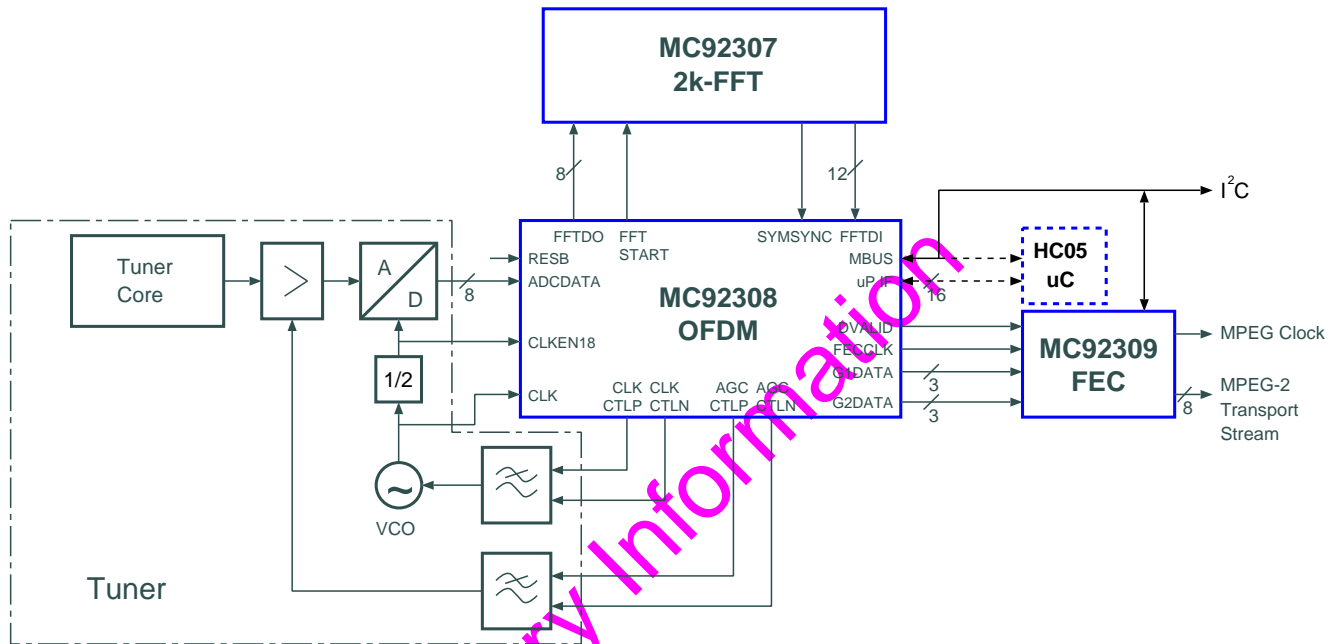 MC92307
2k-FFT
8
12
I²C
FFTDO
FFT
START
SYMSYNC
FFTDI
RESB
ADCDATA
MBUS
uP IF
16
HC05
uC
Tuner
Core
>
A
D
8
MC92308
OFDM
CLKEN18
DVALID
FECCLK
G1DATA
3
G2DATA
3
MC92309
FEC
MPEG Clock
MPEG-2
Transport
Stream
8
1/2
CLK
CLK
CTLP
CLK
CTLN
AGC
CTLP
AGC
CTLN
~
VCO
Tuner
ry Information